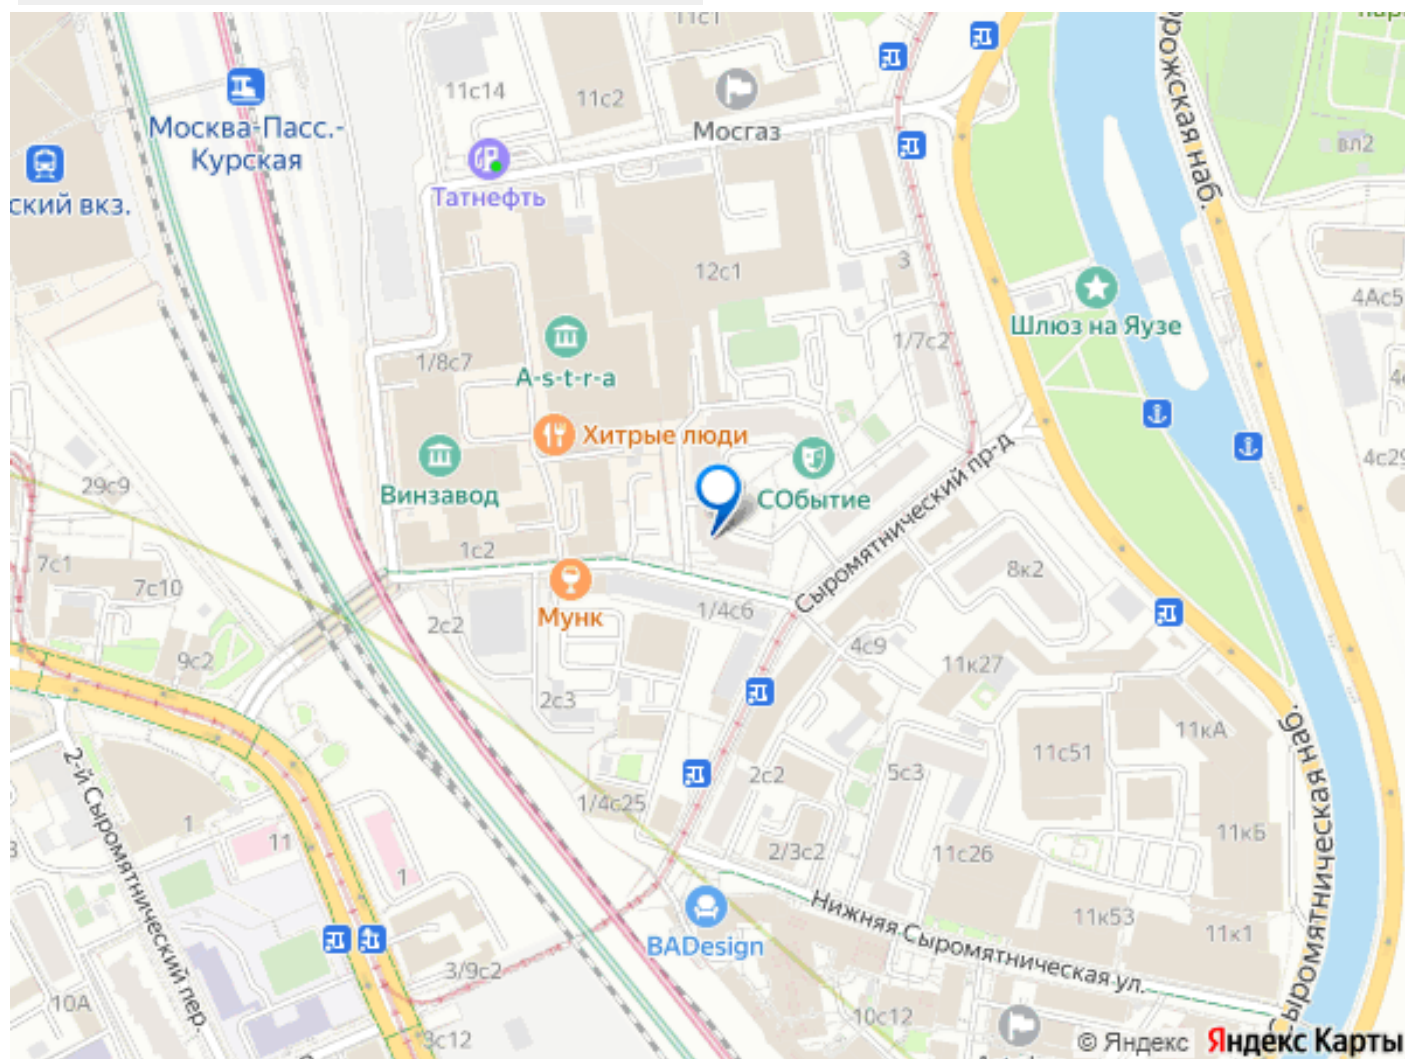 11с1
11с14
11с2
Мосгаз
Москва-Пасс.-
Курская
ский вкз.
Татнефть
вл2
орожская наб.
12с1
3
4Ас5
Шлюз на Яузе
1/7с2
1/8с7
A-s-t-r-a
Хитрые люди
Винзавод
СОбытие
4с29
29с9
Сыромятнический пр-д
1с2
7с1
7с10
8к2
Мунк
1/4с6
2с2
4с9
9с2
11к27
2с3
11кА
11с51
2с2
5с3
1/4с25
2-й Сыромятнический пер.
1
11
11кБ
2/3с2
11с26
1
Сыромятническая наб.
Нижняя Сыромятническая ул.
11к53
11к1
BADesign
3/9с2
10А
10с12
3с12
© Яндекс Яндекс Карты